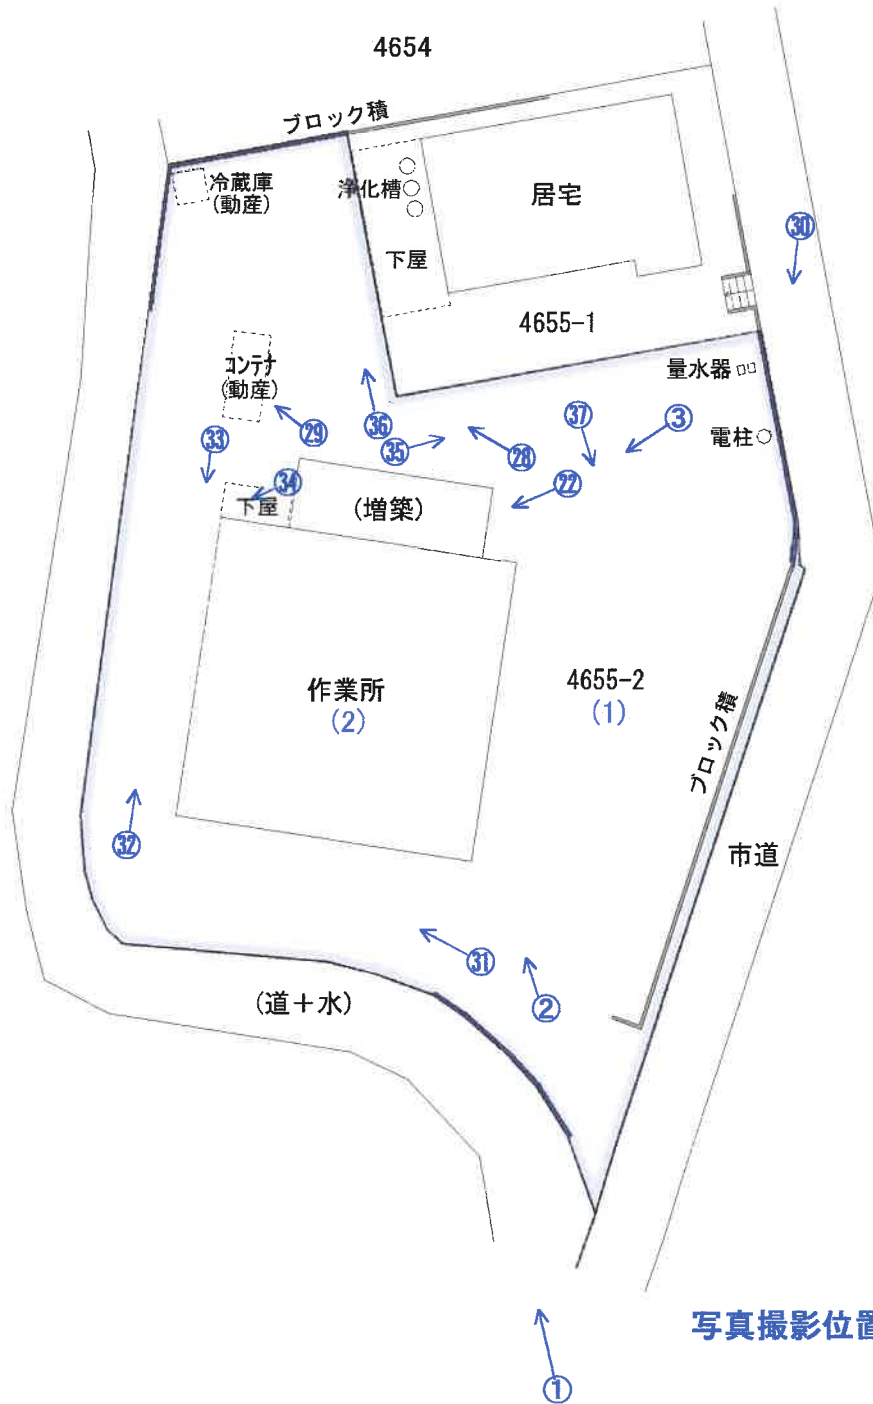 4654
ブロック積
冷蔵庫
(動産)
浄化槽
居宅
下屋
㉚
4655-1
コンテナ
(動産)
量水器
㊱
㊲
③
電柱
㉙
㉝
㉟
㉘
㉞
下屋
(増築)
㉒
作業所
(2)
4655-2
(1)
ブロック積
㉜
市道
㉛
②
(道+水)
写真撮影位置
①